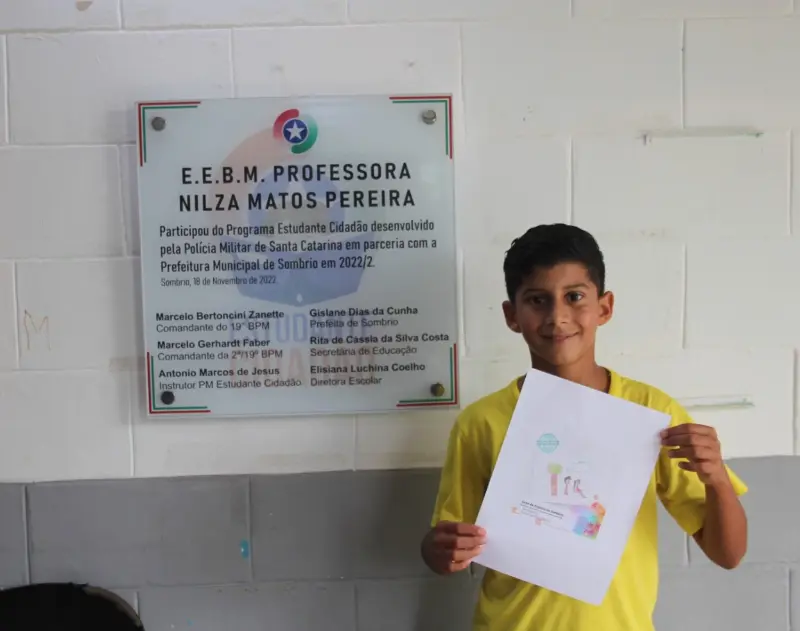 E.E.B.M. PROFESSORA
NILZA MATOS PEREIRA
Participou do Programa Estudante Cidadão desenvolvido
pela Polícia Militar de Santa Catarina em parceria com a
Prefeitura Municipal de Sombrio em 2022/2.
Sombrio, 18 de Novembro de 2022.
Marcelo Bertoncini Zanette
Comandante do 19° BPM
Gislane Dias da Cunha
Prefeita de Sombrio
Marcelo Gerhardt Faber
Comandante da 2ª/19° BPM
Rita de Cássia da Silva Costa
Secretária de Educação
Antonio Marcos de Jesus
Instrutor PM Estudante Cidadão
Elisiana Luchina Coelho
Diretora Escolar
M